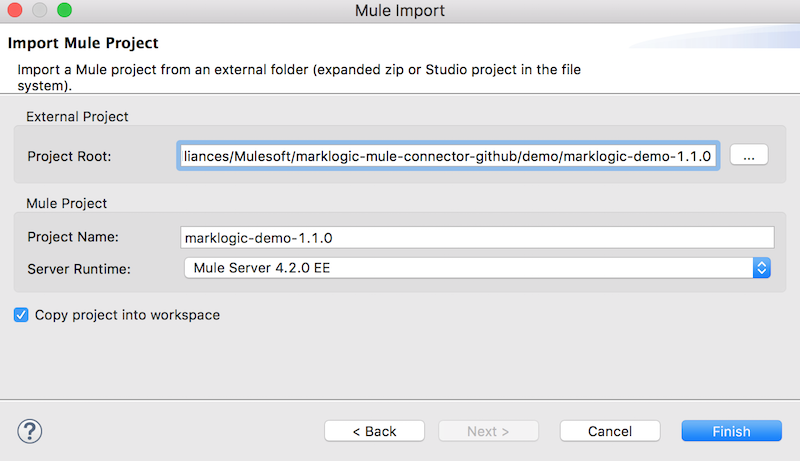 Mule Import
Import Mule Project
Import a Mule project from an external folder (expanded zip or Studio project in the file
system).
External Project
Project Root: liances/Mulesoft/marklogic-mule-connector-github/demo/marklogic-demo-1.1.0 ...
Mule Project
Project Name: marklogic-demo-1.1.0
Server Runtime: Mule Server 4.2.0 EE
Copy project into workspace
? < Back Next > Cancel Finish